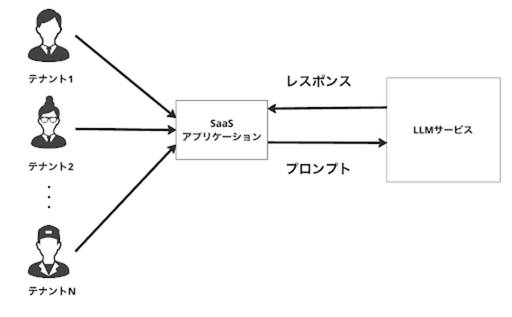 テナント1
テナント2
テナントN
SaaS
アプリケーション
レスポンス
プロンプト
LLMサービス